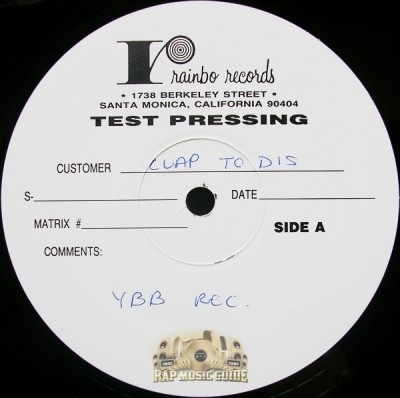 rainbo records
• 1738 BERKELEY STREET •
SANTA MONICA, CALIFORNIA 90404
TEST PRESSING
CUSTOMER CLAP TO DIS
S- DATE
MATRIX # SIDE A
COMMENTS:
YBB REC.
RAP MUSIC GUIDE